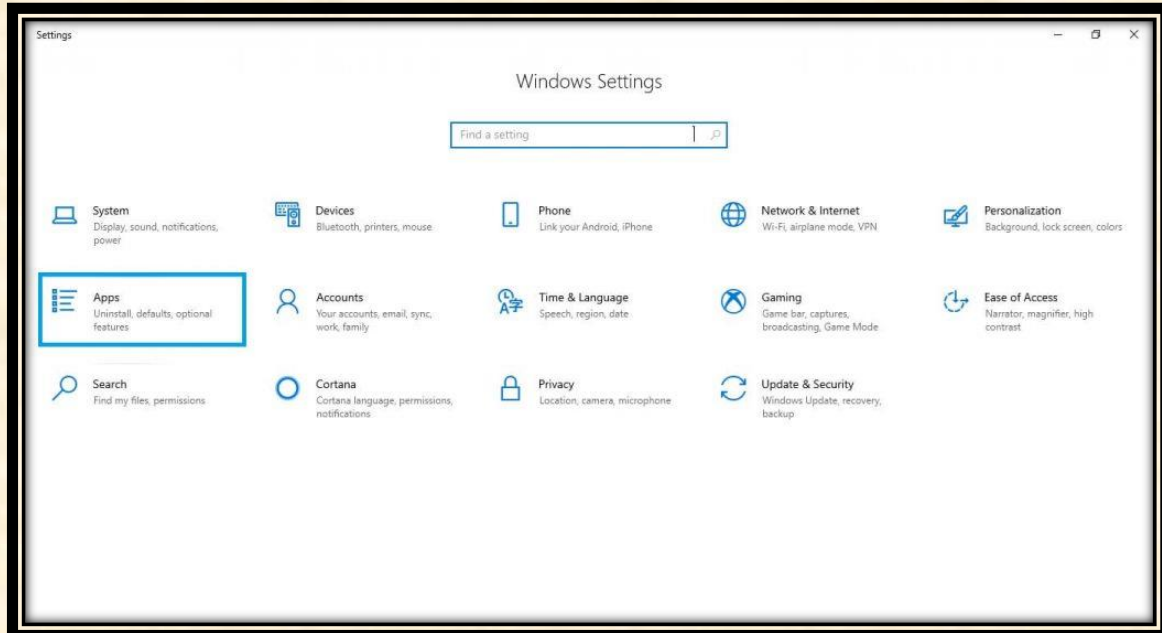 Settings
Windows Settings
Find a setting
System
Display, sound, notifications,
power
Devices
Bluetooth, printers, mouse
Phone
Link your Android, iPhone
Network & Internet
Wi-Fi, airplane mode, VPN
Personalization
Background, lock screen, colors
Apps
Uninstall, defaults, optional
features
Accounts
Your accounts, email, sync,
work, family
Time & Language
Speech, region, date
Gaming
Game bar, captures,
broadcasting, Game Mode
Ease of Access
Narrator, magnifier, high
contrast
Search
Find my files, permissions
Cortana
Cortana language, permissions,
notifications
Privacy
Location, camera, microphone
Update & Security
Windows Update, recovery,
backup